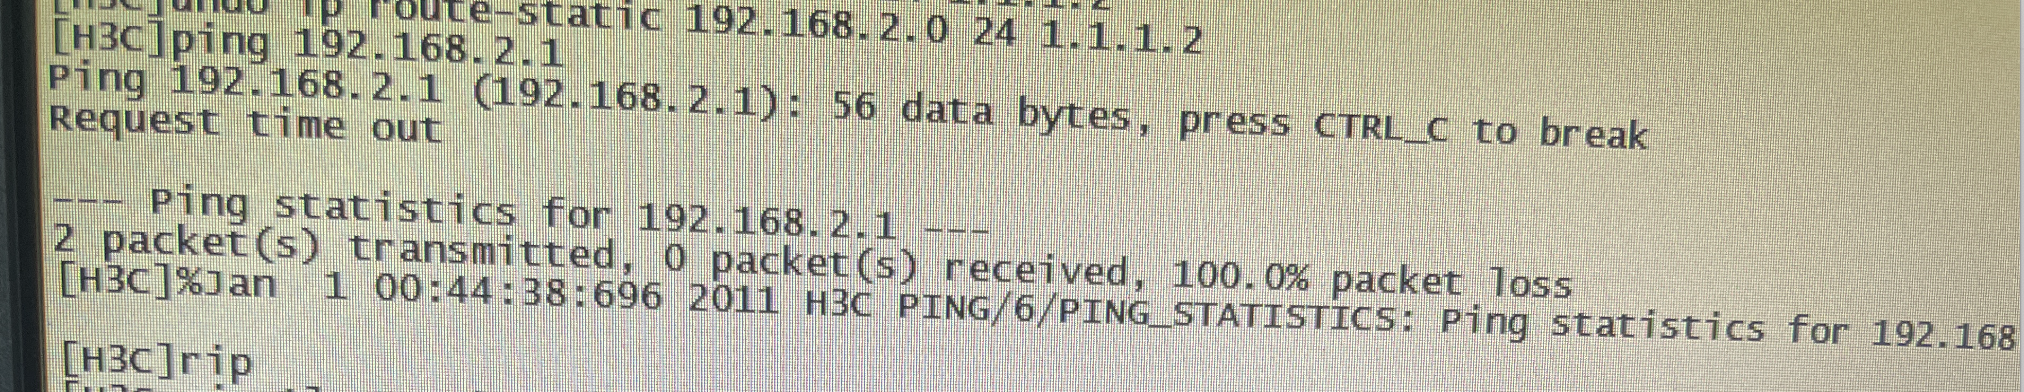 [H3C]undo ip route-static 192.168.2.0 24 1.1.1.2
[H3C]ping 192.168.2.1
Ping 192.168.2.1 (192.168.2.1): 56 data bytes, press CTRL_C to break
Request time out
--- Ping statistics for 192.168.2.1 ---
2 packet(s) transmitted, 0 packet(s) received, 100.0% packet loss
[H3C]%Jan  1 00:44:38:696 2011 H3C PING/6/PING_STATISTICS: Ping statistics for 192.168
[H3C]rip